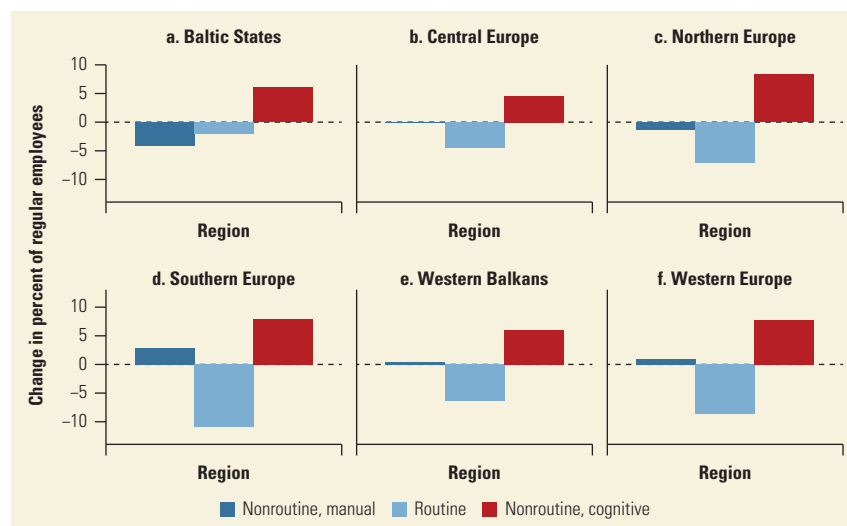 a. Baltic States
b. Central Europe
c. Northern Europe
Change in percent of regular employees
10
5
0
–5
–10
Region
Region
Region
d. Southern Europe
e. Western Balkans
f. Western Europe
10
5
0
–5
–10
Region
Region
Region
Nonroutine, manual
Routine
Nonroutine, cognitive